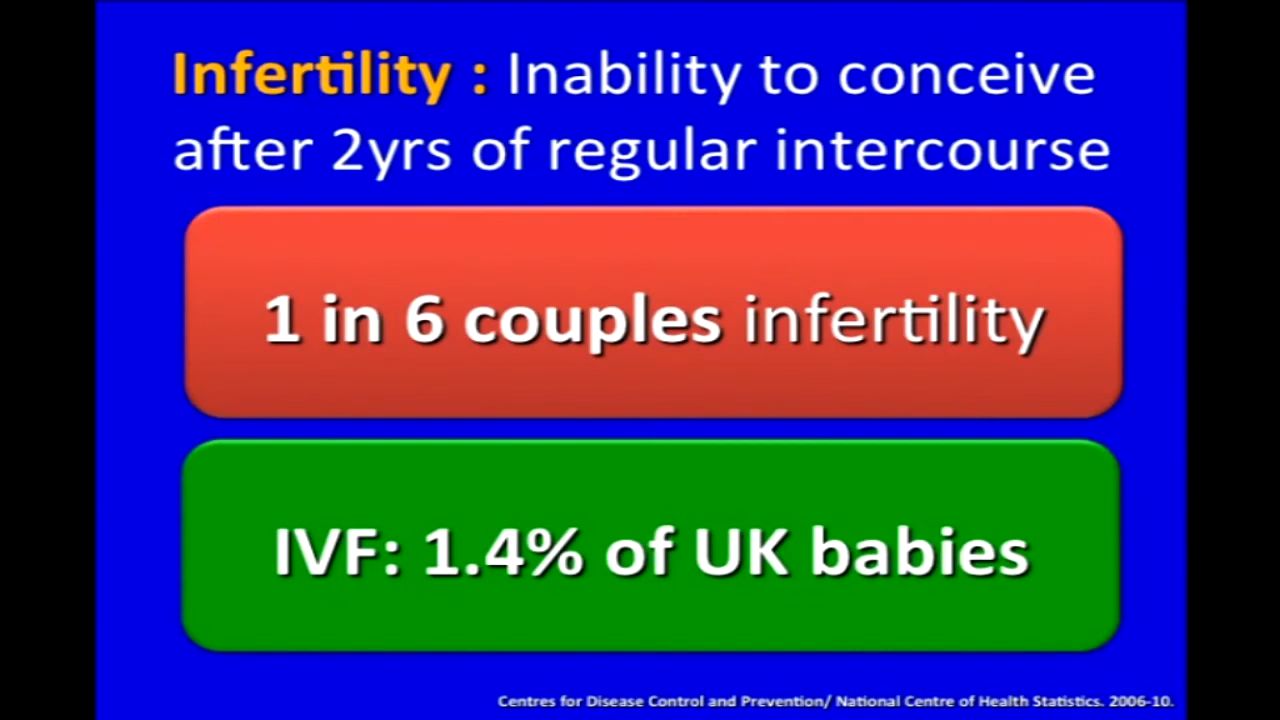 Infertility : Inability to conceive
after 2yrs of regular intercourse
1 in 6 couples infertility
IVF: 1.4% of UK babies
Centres for Disease Control and Prevention/ National Centre of Health Statistics. 2006-10.